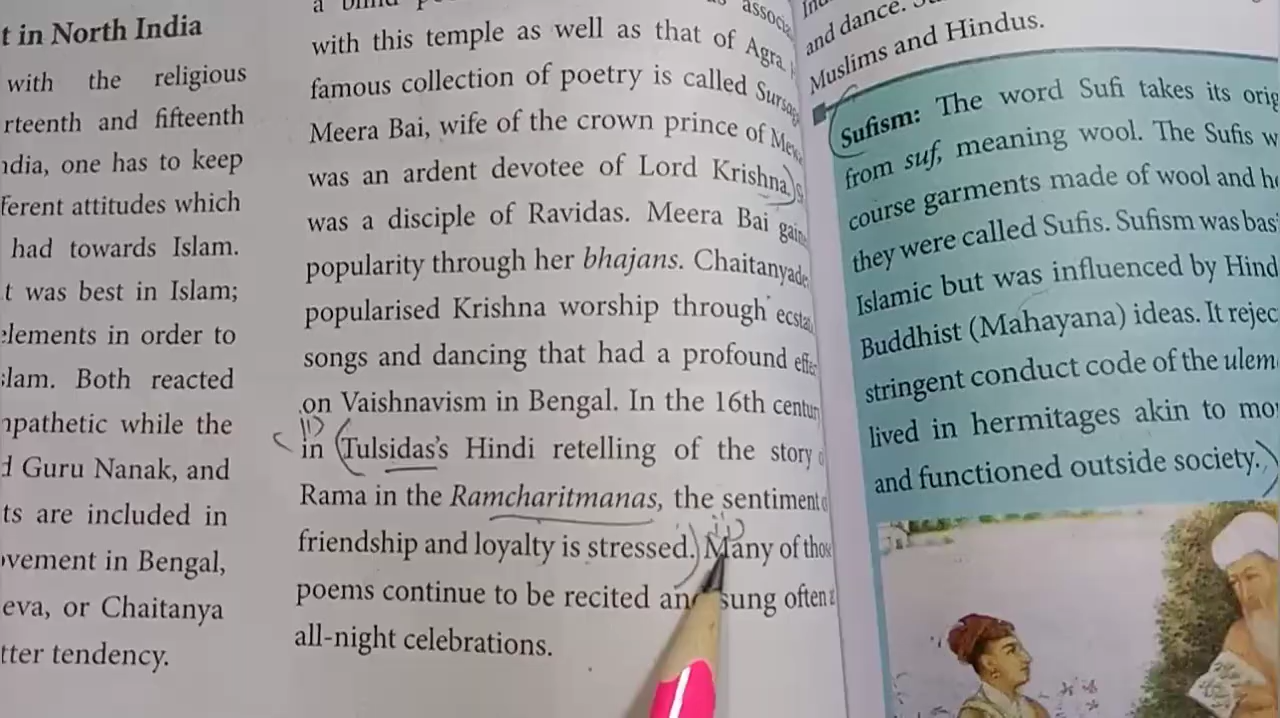 t in North India
with the religious
rteenth and fifteenth
ndia, one has to keep
ferent attitudes which
had towards Islam.
t was best in Islam;
elements in order to
slam. Both reacted
mpathetic while the
d Guru Nanak, and
ts are included in
ovement in Bengal,
eva, or Chaitanya
tter tendency.
a
with this temple as well as that of Agra.
famous collection of poetry is called
Meera Bai, wife of the crown prince of
was an ardent devotee of Lord Krishna.
was a disciple of Ravidas. Meera Bai
popularity through her bhajans. Chaitanyade
popularised Krishna worship through ecsta
songs and dancing that had a profound effe
on Vaishnavism in Bengal. In the 16th centur
in Tulsidas's Hindi retelling of the story o
Rama in the Ramcharitmanas, the sentiment o
friendship and loyalty is stressed. Many of thos
poems continue to be recited and sung often a
all-night celebrations.
and dance.
Muslims and Hindus.
Sufism: The word Sufi takes its orig
from suf, meaning wool. The Sufis w
course garments made of wool and he
they were called Sufis. Sufism was bas
Islamic but was influenced by Hind
Buddhist (Mahayana) ideas. It rejec
stringent conduct code of the ulem
lived in hermitages akin to mo
and functioned outside society.